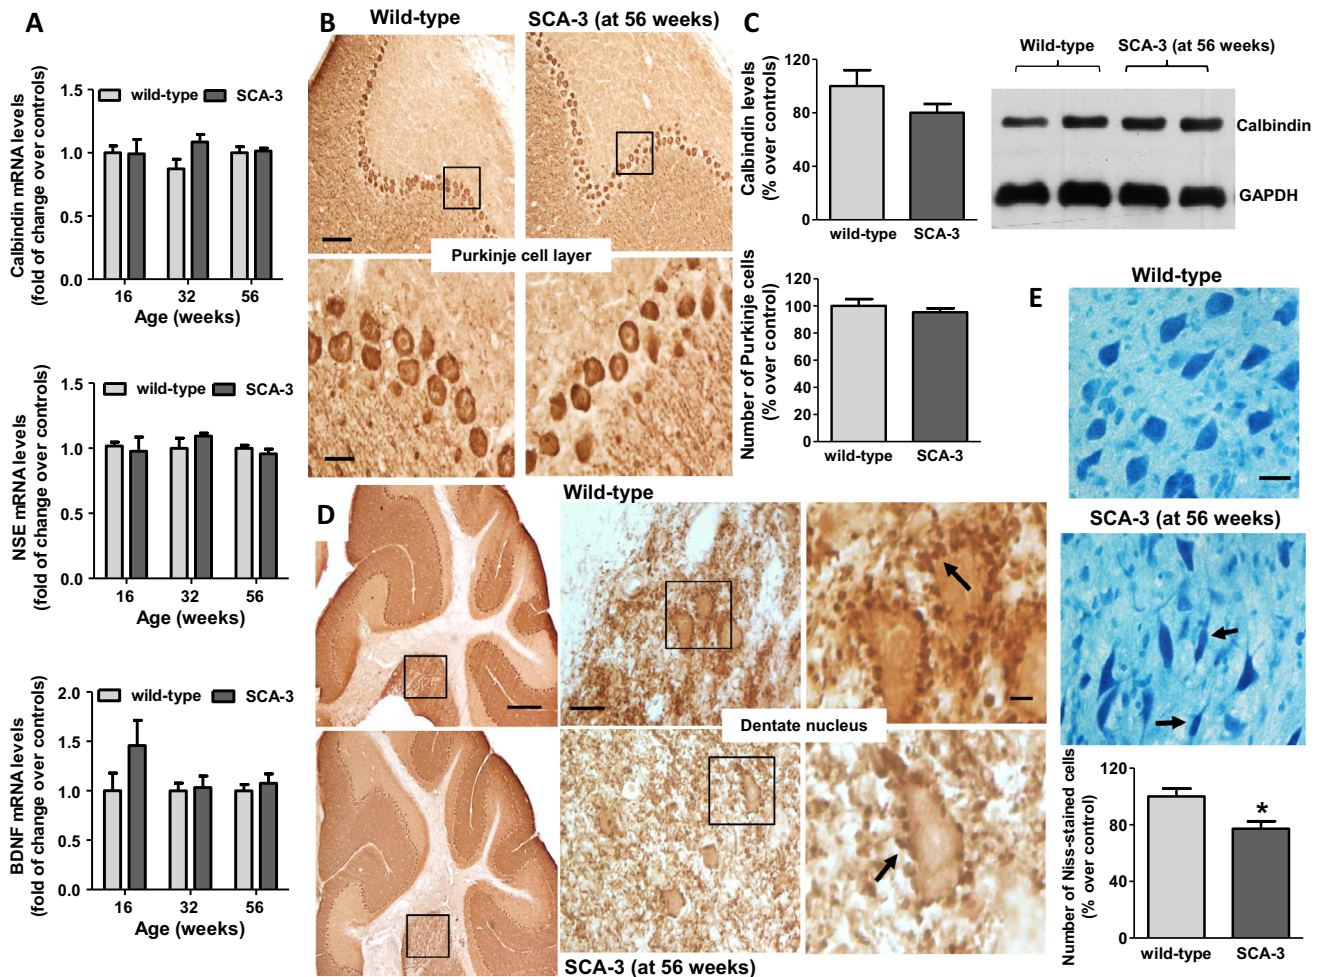 A
wild-type SCA-3
Calbindin mRNA levels
(fold of change over controls)
1.5
1.0
0.5
0.0
16 32 56
Age (weeks)
wild-type SCA-3
NSE mRNA levels
(fold of change over controls)
1.5
1.0
0.5
0.0
16 32 56
Age (weeks)
wild-type SCA-3
BDNF mRNA levels
(fold of change over controls)
2.0
1.5
1.0
0.5
0.0
16 32 56
Age (weeks)
B
Wild-type SCA-3 (at 56 weeks)
Purkinje cell layer
C
Calbindin levels
(% over controls)
120
80
40
0
wild-type SCA-3
Wild-type SCA-3 (at 56 weeks)
Calbindin
GAPDH
Number of Purkinje cells
(% over control)
120
100
80
60
40
20
0
wild-type SCA-3
D
Wild-type
Dentate nucleus
SCA-3 (at 56 weeks)
E
Wild-type
SCA-3 (at 56 weeks)
Number of Niss-stained cells
(% over control)
120
80
40
0
*
wild-type SCA-3